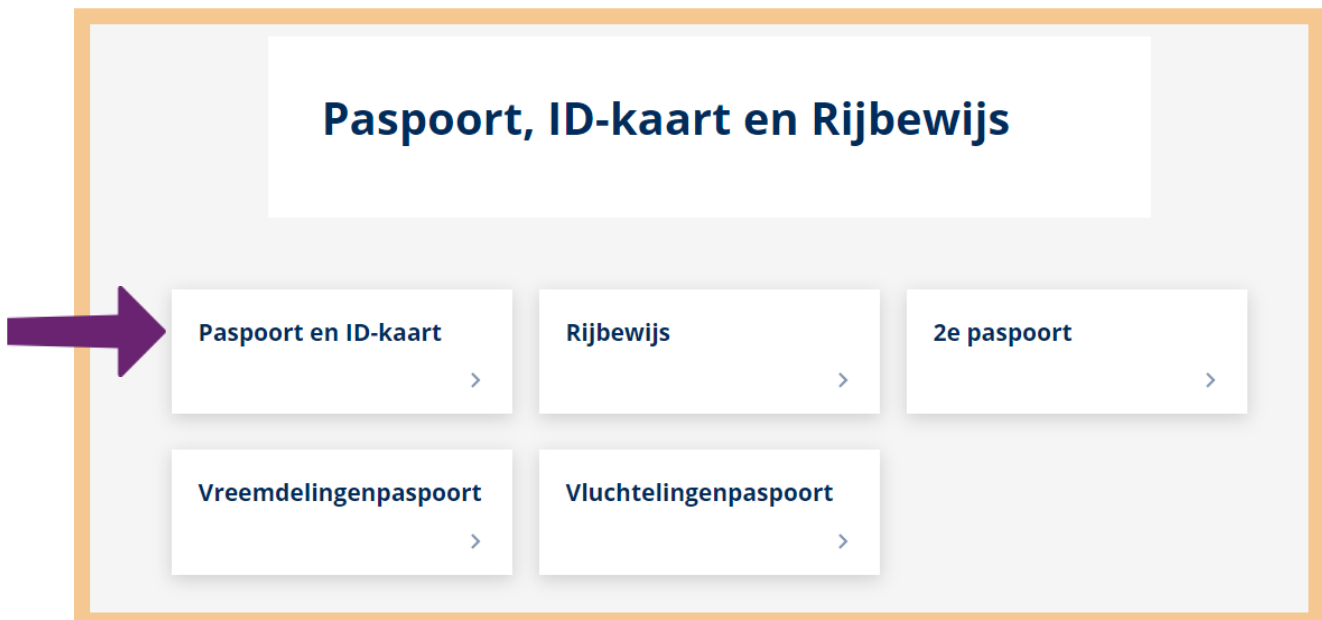 Paspoort, ID-kaart en Rijbewijs
Paspoort en ID-kaart
Rijbewijs
2e paspoort
Vreemdelingenpaspoort
Vluchtelingenpaspoort